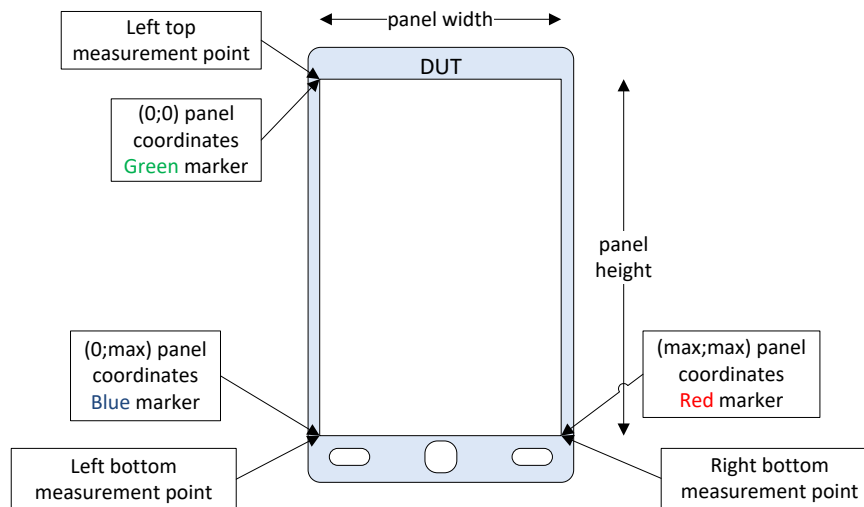 panel width
Left top
measurement point
DUT
(0;0) panel
coordinates
Green marker
panel
height
(0;max) panel
coordinates
Blue marker
(max;max) panel
coordinates
Red marker
Left bottom
measurement point
Right bottom
measurement point